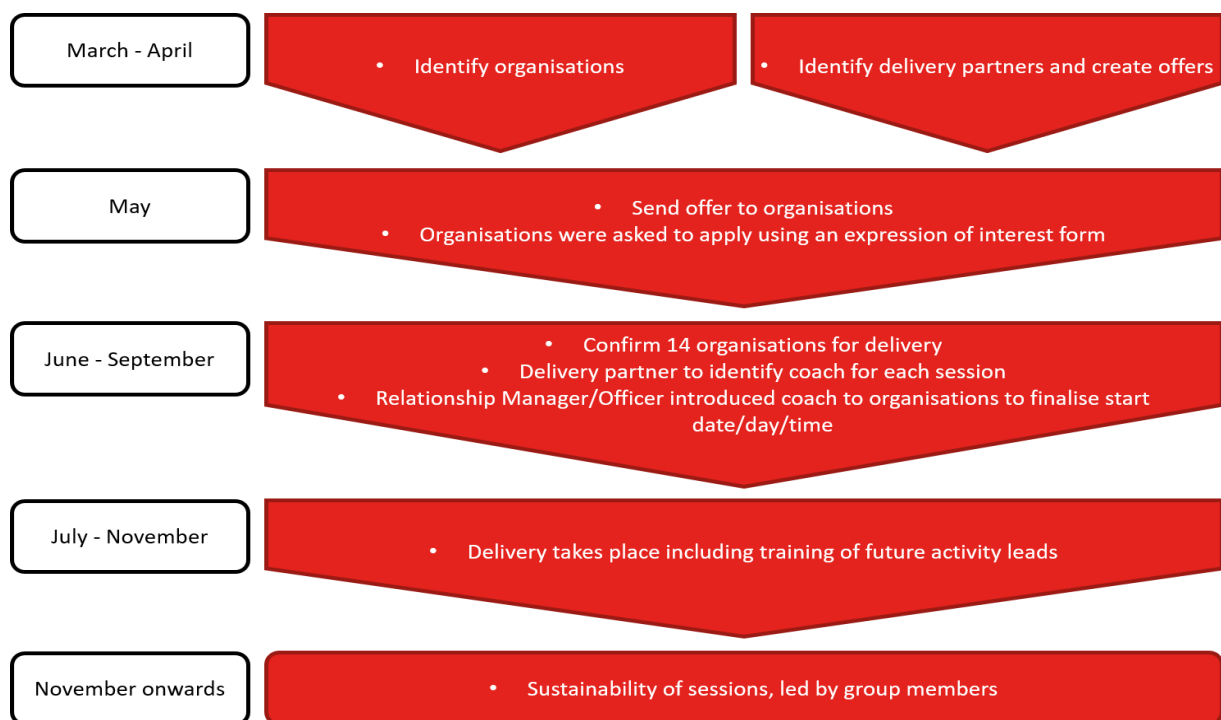 March - April
• Identify organisations
• Identify delivery partners and create offers
May
• Send offer to organisations
• Organisations were asked to apply using an expression of interest form
June - September
• Confirm 14 organisations for delivery
• Delivery partner to identify coach for each session
• Relationship Manager/Officer introduced coach to organisations to finalise start
date/day/time
July - November
• Delivery takes place including training of future activity leads
November onwards
• Sustainability of sessions, led by group members